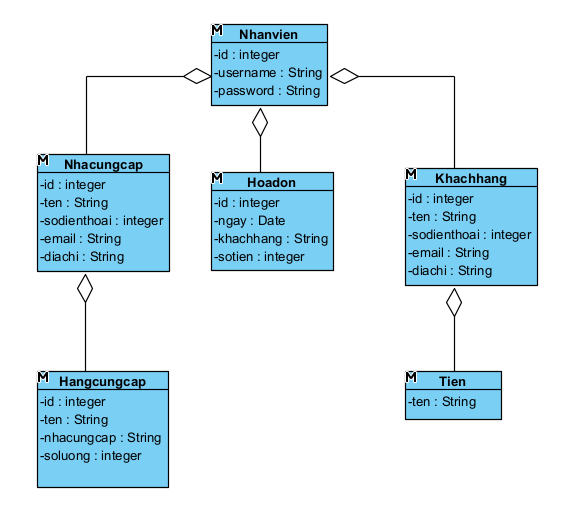 Nhanvien
-id : integer
-username : String
-password : String
Nhacungcap
-id : integer
-ten : String
-sodienthoai : integer
-email : String
-diachi : String
Hoadon
-id : integer
-ngay : Date
-khachhang : String
-sotien : integer
Khachhang
-id : integer
-ten : String
-sodienthoai : integer
-email : String
-diachi : String
Hangcungcap
-id : integer
-ten : String
-nhacungcap : String
-soluong : integer
Tien
-ten : String